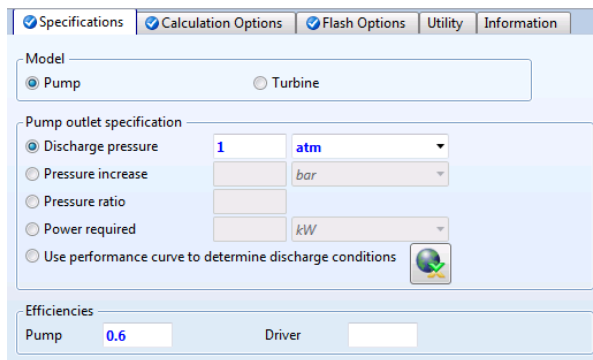 Specifications Calculation Options Flash Options Utility Information
Model
Pump Turbine
Pump outlet specification
Discharge pressure 1 atm
Pressure increase bar
Pressure ratio
Power required kW
Use performance curve to determine discharge conditions
Efficiencies
Pump 0.6 Driver